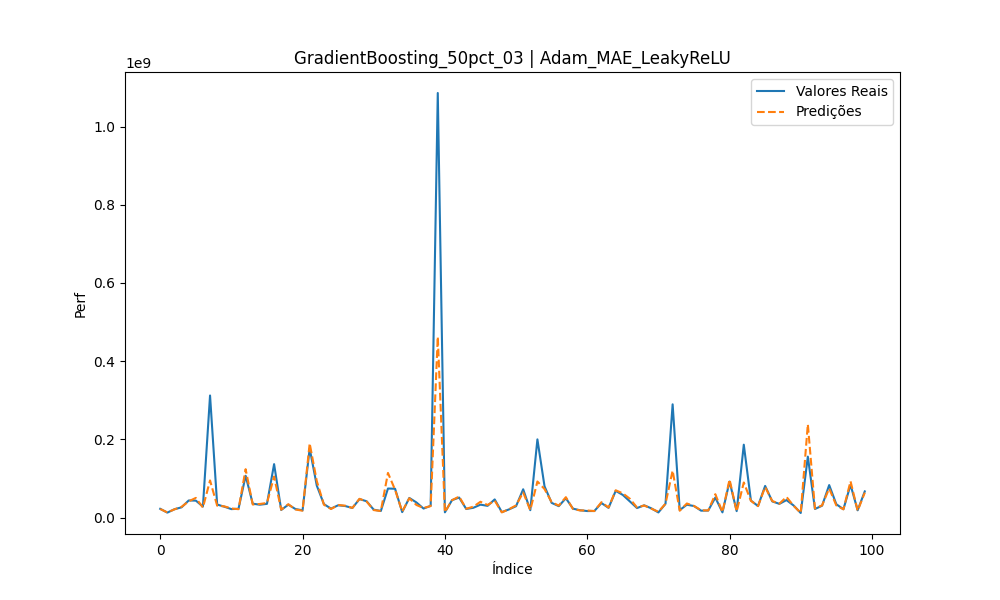 GradientBoosting_50pct_03 | Adam_MAE_LeakyReLU
1e9
Valores Reais
Predições
1.0
0.8
0.6
0.4
0.2
0.0
Perf
0 20 40 60 80 100
Índice